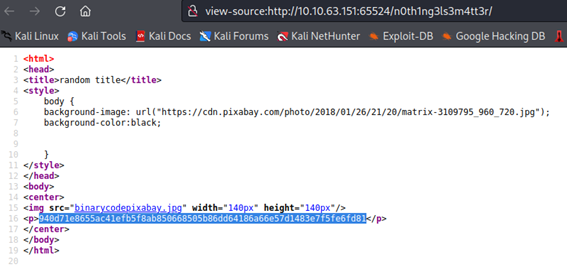 view-source:http://10.10.63.151:65524/n0th1ng3ls3m4tt3r/
Kali Linux Kali Tools Kali Docs Kali Forums Kali NetHunter Exploit-DB Google Hacking DB
1 <html>
2 <head>
3 <title>random title</title>
4 <style>
5 body {
6 background-image: url("https://cdn.pixabay.com/photo/2018/01/26/21/20/matrix-3109795_960_720.jpg");
7 background-color:black;
8
9
10 }
11 </style>
12 </head>
13 <body>
14 <center>
15 <img src="binarycodepixabay.jpg" width="140px" height="140px"/>
16 <p>940d71e8655ac41efb5f8ab850668505b86dd64186a66e57d1483e7f5fe6fd81</p>
17 </center>
18 </body>
19 </html>
20